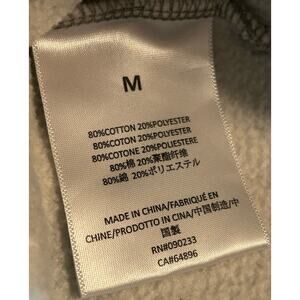 M
80%COTTON 20%POLYESTER
80%COTON 20%POLYESTER
80%COTONE 20%POLIESTERE
80%棉 20%聚酯纤维
80%綿 20%ポリエステル
MADE IN CHINA/FABRIQUÉ EN
CHINE/PRODOTTO IN CINA/中国制造/中
国製
RN#090233
CA#64896